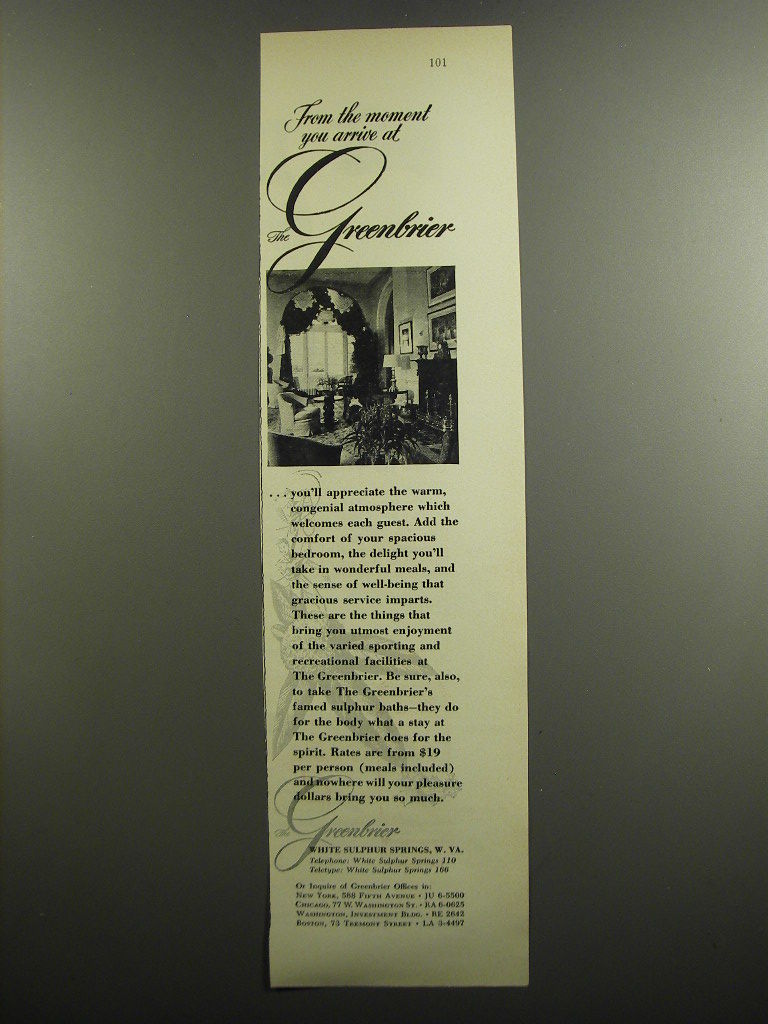 101
From the moment
you arrive at
The Greenbrier
...you'll appreciate the warm,
congenial atmosphere which
welcomes each guest. Add the
comfort of your spacious
bedroom, the delight you'll
take in wonderful meals, and
the sense of well-being that
gracious service imparts.
These are the things that
bring you utmost enjoyment
of the varied sporting and
recreational facilities at
The Greenbrier. Be sure, also,
to take The Greenbrier's
famed sulphur baths—they do
for the body what a stay at
The Greenbrier does for the
spirit. Rates are from $19
per person (meals included)
and nowhere will your pleasure
dollars bring you so much.
The Greenbrier
WHITE SULPHUR SPRINGS, W. VA.
Telephone: White Sulphur Springs 110
Teletype: White Sulphur Springs 166
Or Inquire of Greenbrier Offices in:
NEW YORK, 588 FIFTH AVENUE • JU 6-5500
CHICAGO, 77 W. WASHINGTON ST. • RA 6-0625
WASHINGTON, INVESTMENT BLDG. • RE 2642
BOSTON, 73 TREMONT STREET • LA 3-4497